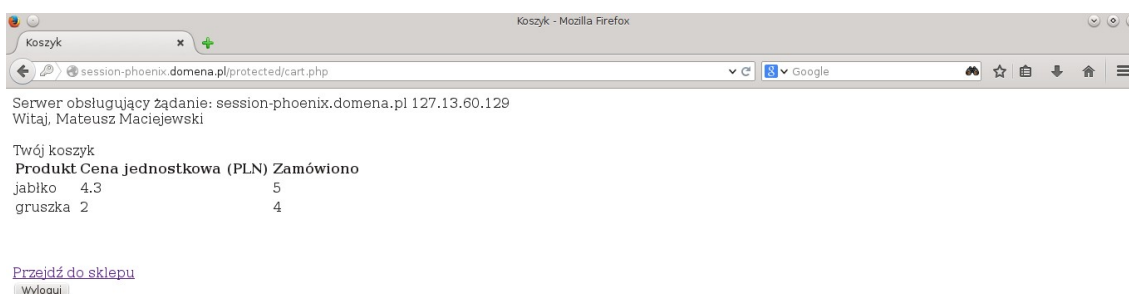 Koszyk - Mozilla Firefox
Koszyk
session-phoenix.domena.pl/protected/cart.php
8 Google
Serwer obsługujący żądanie: session-phoenix.domena.pl 127.13.60.129
Witaj, Mateusz Maciejewski
Twój koszyk
Produkt Cena jednostkowa (PLN) Zamówiono
jabłko 4.3 5
gruszka 2 4
Przejdź do sklepu
Wyloguj